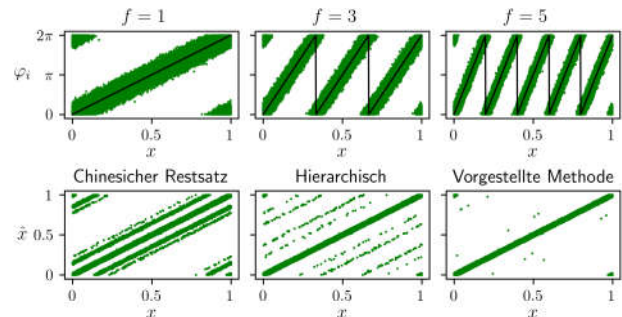 f = 1
f = 3
f = 5
2π
φᵢ
π
0
0 0.5 1
0 0.5 1
0 0.5 1
x
x
x
Chinesicher Restsatz
Hierarchisch
Vorgestellte Methode
1
x̂
0.5
0
0 0.5 1
0 0.5 1
0 0.5 1
x
x
x